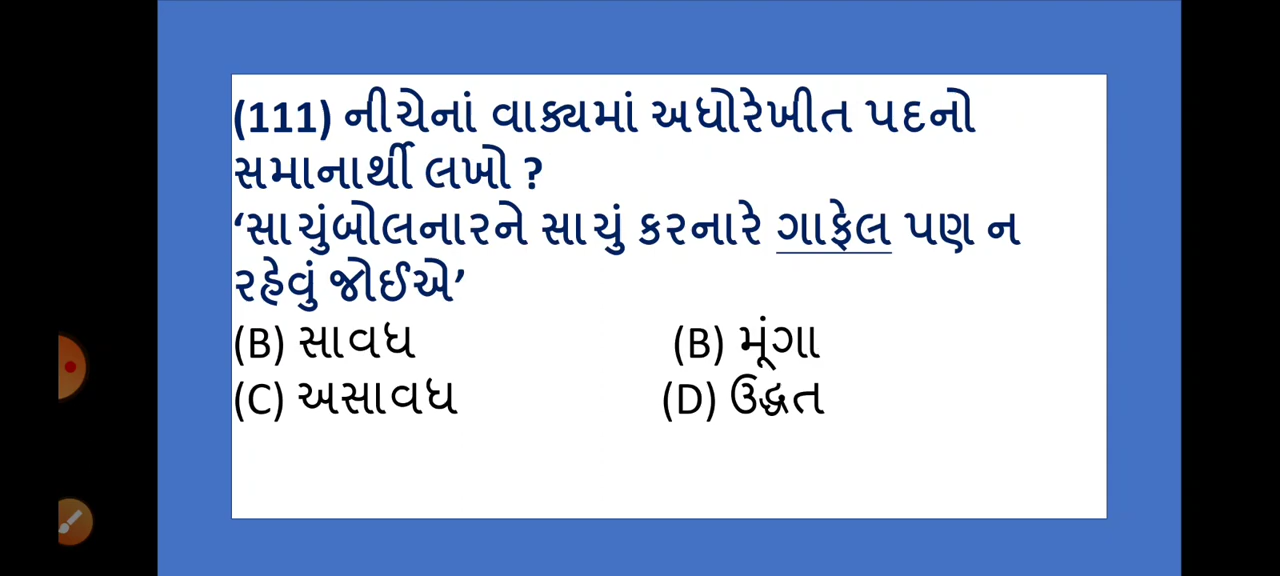 (111) નીચેનાં વાક્યમાં અધોરેખીત પદનો
સમાનાર્થી લખો ?
‘સાચુંબોલનારને સાચું કરનારે ગાફેલ પણ ન
રહેવું જોઈએ’
(B) સાવધ (B) મૂંગા
(C) અસાવધ (D) ઉદ્ધત